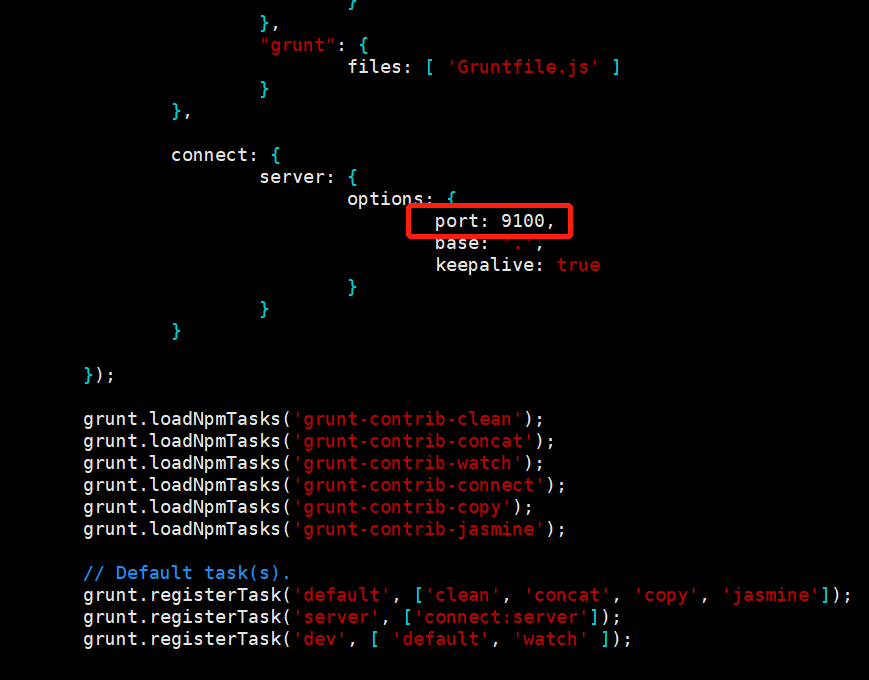 }
},
"grunt": {
files: [ 'Gruntfile.js' ]
}
},
connect: {
server: {
options: {
port: 9100,
base: '.',
keepalive: true
}
}
}
});
grunt.loadNpmTasks('grunt-contrib-clean');
grunt.loadNpmTasks('grunt-contrib-concat');
grunt.loadNpmTasks('grunt-contrib-watch');
grunt.loadNpmTasks('grunt-contrib-connect');
grunt.loadNpmTasks('grunt-contrib-copy');
grunt.loadNpmTasks('grunt-contrib-jasmine');
// Default task(s).
grunt.registerTask('default', ['clean', 'concat', 'copy', 'jasmine']);
grunt.registerTask('server', ['connect:server']);
grunt.registerTask('dev', [ 'default', 'watch' ]);